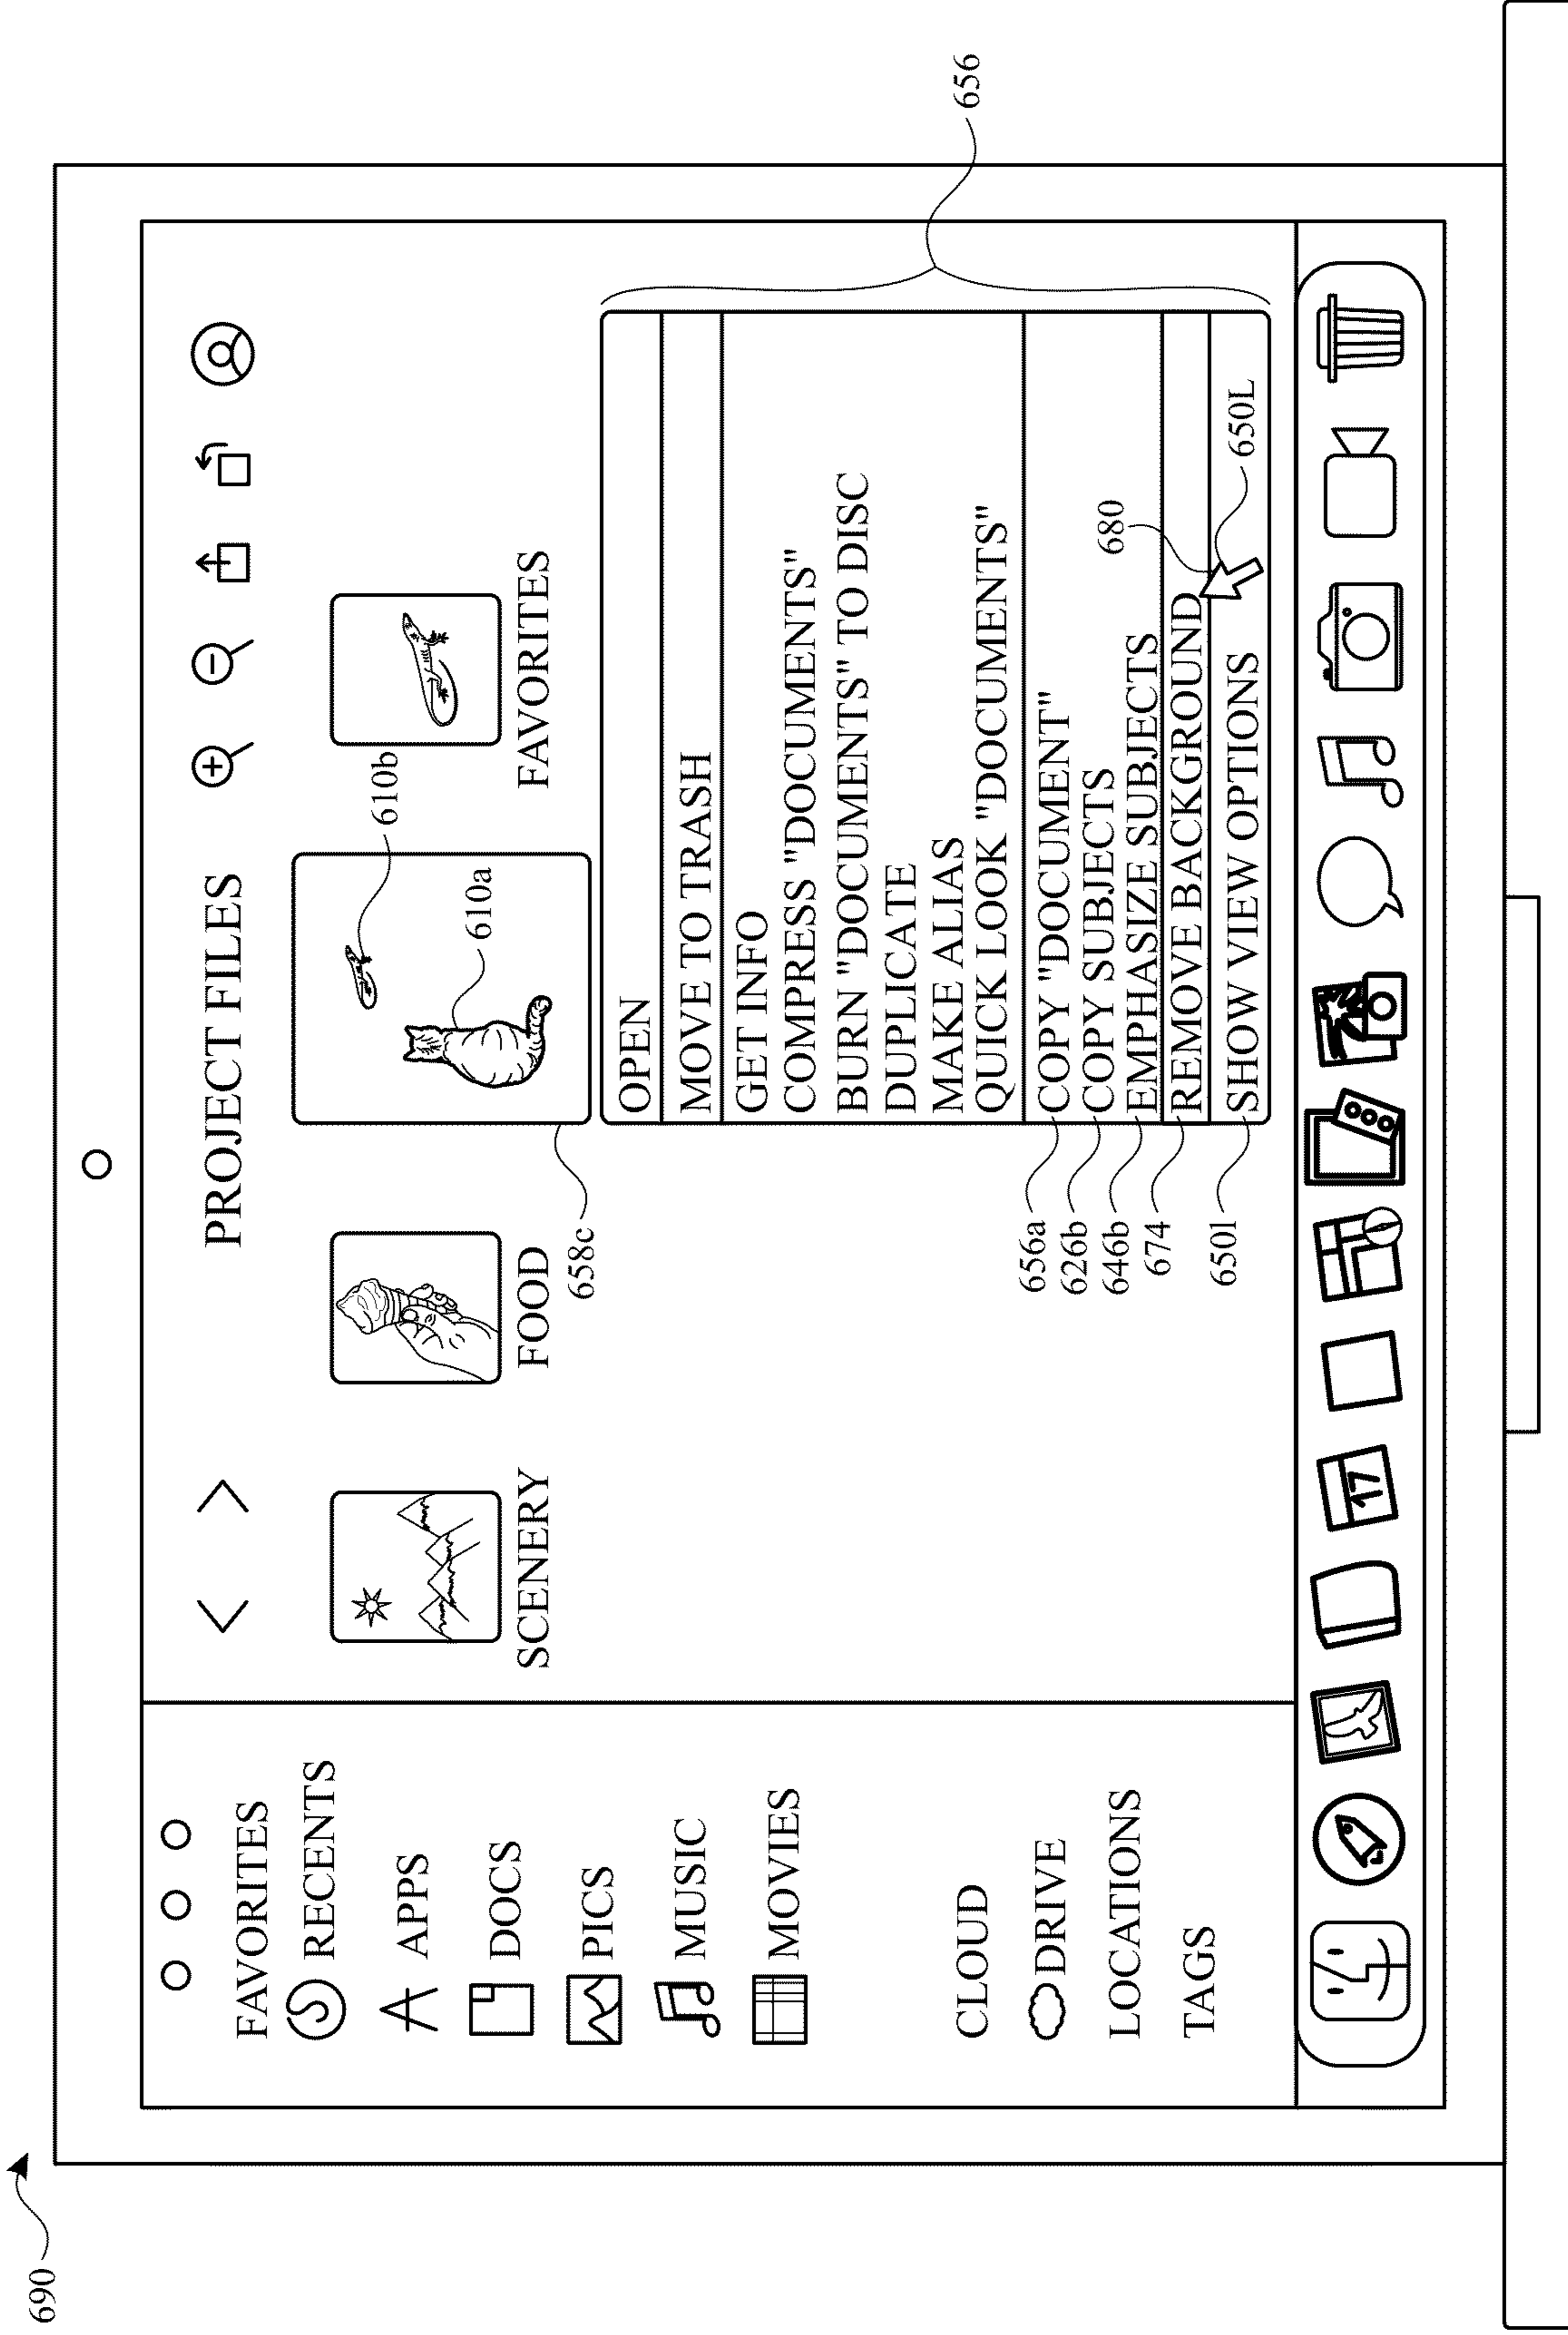 690
PROJECT FILES
FAVORITES
RECENTS
APPS
DOCS
PICS
MUSIC
MOVIES
CLOUD
DRIVE
LOCATIONS
TAGS
SCENERY
FOOD
FAVORITES
610b
610a
658c
656
OPEN
MOVE TO TRASH
GET INFO
COMPRESS "DOCUMENTS"
BURN "DOCUMENTS" TO DISC
DUPLICATE
MAKE ALIAS
QUICK LOOK "DOCUMENTS"
656a COPY "DOCUMENT"
626b COPY SUBJECTS
646b EMPHASIZE SUBJECTS
680
674 REMOVE BACKGROUND
650l SHOW VIEW OPTIONS
650L
17